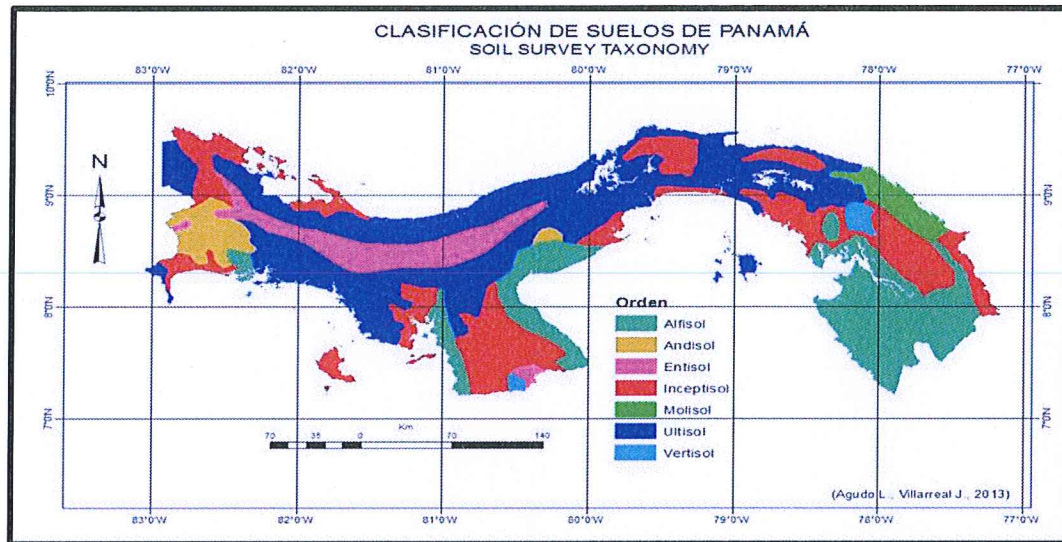 CLASIFICACIÓN DE SUELOS DE PANAMÁ
SOIL SURVEY TAXONOMY
83°0'W 82°0'W 81°0'W 80°0'W 79°0'W 78°0'W 77°0'W
10°0'N 10°0'N
N
9°0'N 9°0'N
8°0'N 8°0'N
7°0'N 7°0'N
Orden
Alfisol
Andisol
Entisol
Inceptisol
Molisol
Ultisol
Vertisol
Km
70 35 0 70 140
(Agudo L., Villarreal J., 2013)
83°0'W 82°0'W 81°0'W 80°0'W 79°0'W 78°0'W 77°0'W